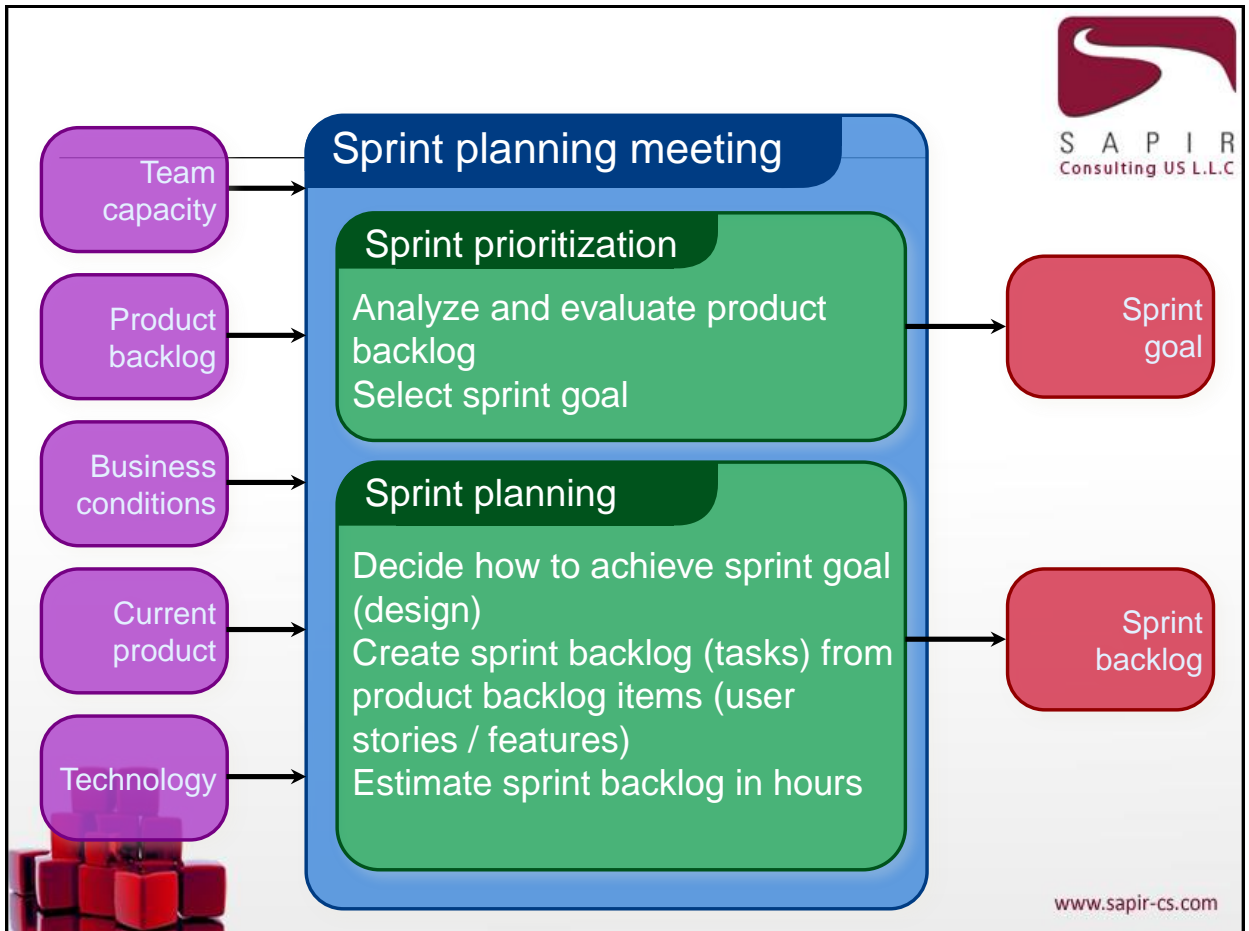 S A P I R
Consulting US L.L.C
Sprint planning meeting
Team
capacity
Product
backlog
Business
conditions
Current
product
Technology
Sprint prioritization
Analyze and evaluate product
backlog
Select sprint goal
Sprint planning
Decide how to achieve sprint goal
(design)
Create sprint backlog (tasks) from
product backlog items (user
stories / features)
Estimate sprint backlog in hours
Sprint
goal
Sprint
backlog
www.sapir-cs.com